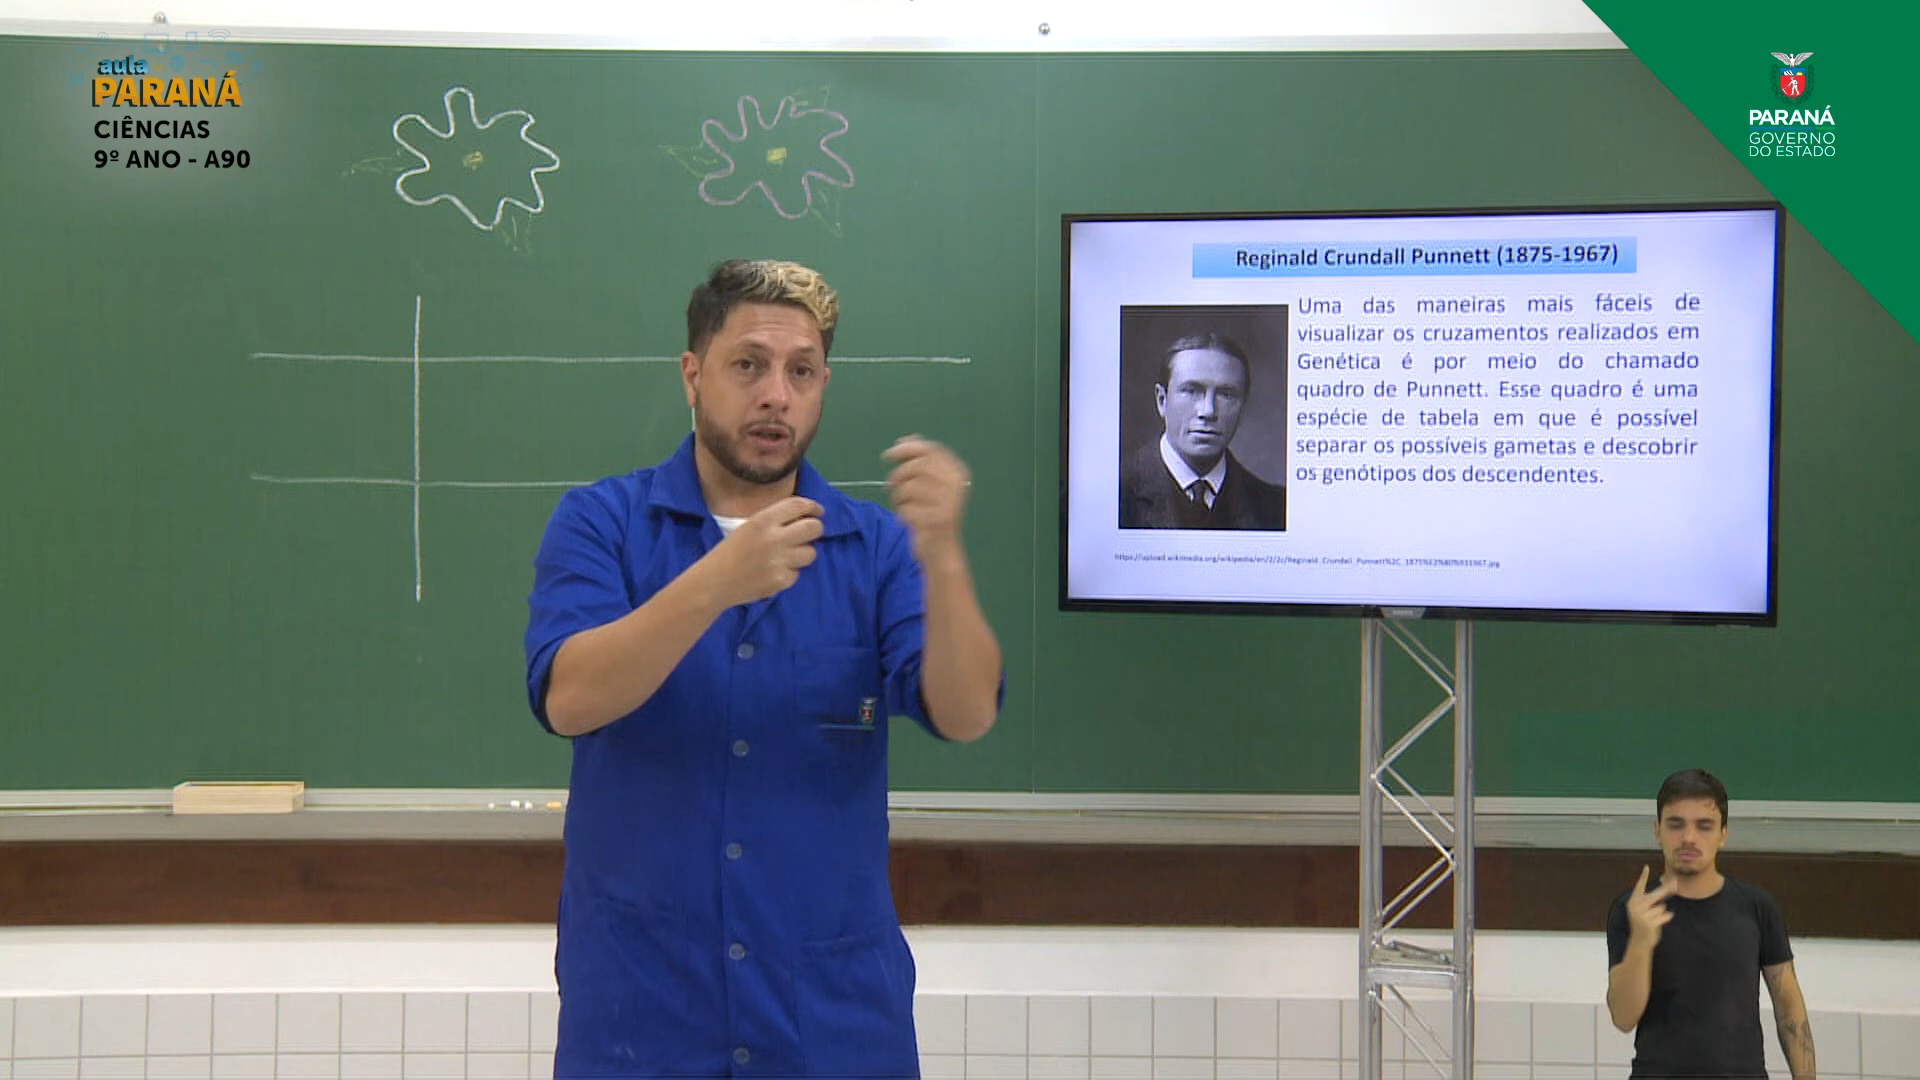 aula
PARANÁ
CIÊNCIAS
9º ANO - A90
PARANÁ
GOVERNO
DO ESTADO
Reginald Crundall Punnett (1875-1967)
Uma das maneiras mais fáceis de
visualizar os cruzamentos realizados em
Genética é por meio do chamado
quadro de Punnett. Esse quadro é uma
espécie de tabela em que é possível
separar os possíveis gametas e descobrir
os genótipos dos descendentes.